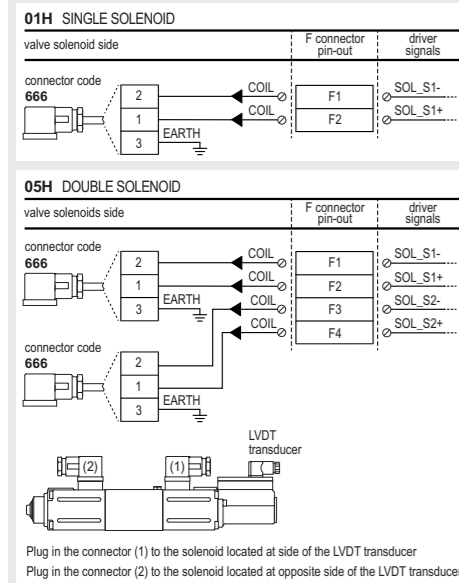 01H SINGLE SOLENOID
valve solenoid side
F connector
pin-out
driver
signals
connector code
666
2
COIL
F1
SOL_S1-
1
COIL
F2
SOL_S1+
3
EARTH
05H DOUBLE SOLENOID
valve solenoids side
F connector
pin-out
driver
signals
connector code
666
2
COIL
F1
SOL_S1-
1
COIL
F2
SOL_S1+
3
EARTH
COIL
F3
SOL_S2-
COIL
F4
SOL_S2+
connector code
666
2
1
3
EARTH
LVDT
transducer
(2)
(1)
Plug in the connector (1) to the solenoid located at side of the LVDT transducer
Plug in the connector (2) to the solenoid located at opposite side of the LVDT transducer